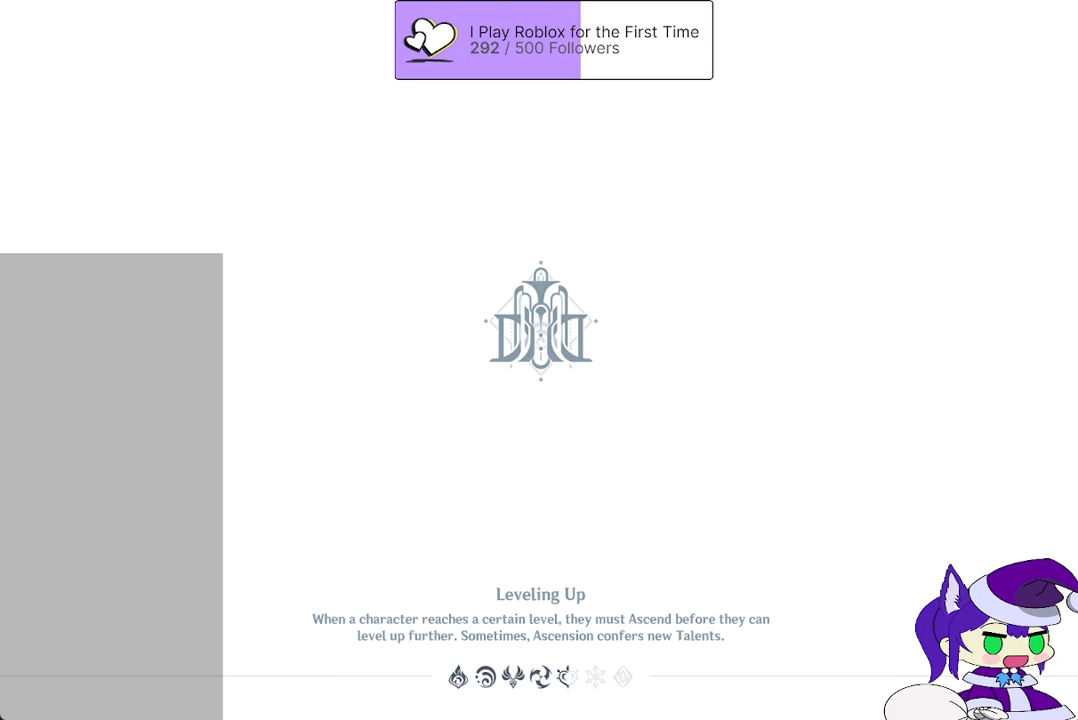 I Play Roblox for the First Time
292 / 500 Followers
Leveling Up
When a character reaches a certain level, they must Ascend before they can
level up further. Sometimes, Ascension confers new Talents.